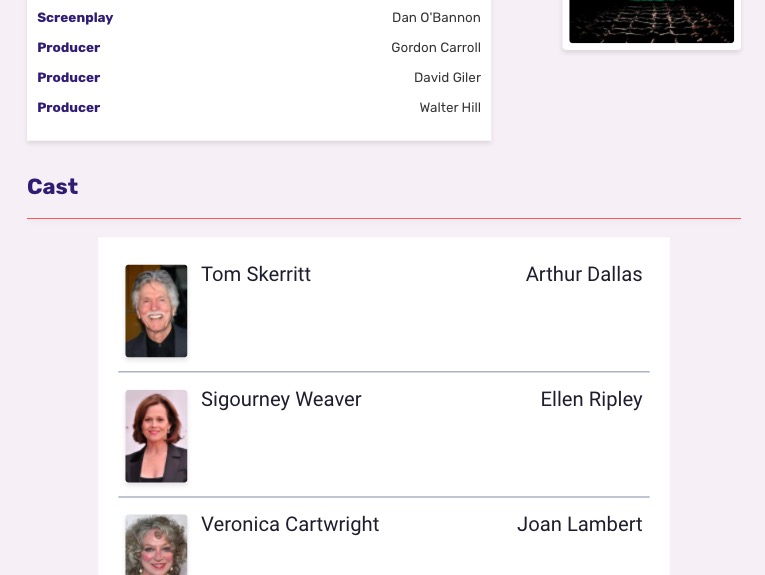 Screenplay Dan O'Bannon
Producer Gordon Carroll
Producer David Giler
Producer Walter Hill
Cast
Tom Skerritt Arthur Dallas
Sigourney Weaver Ellen Ripley
Veronica Cartwright Joan Lambert